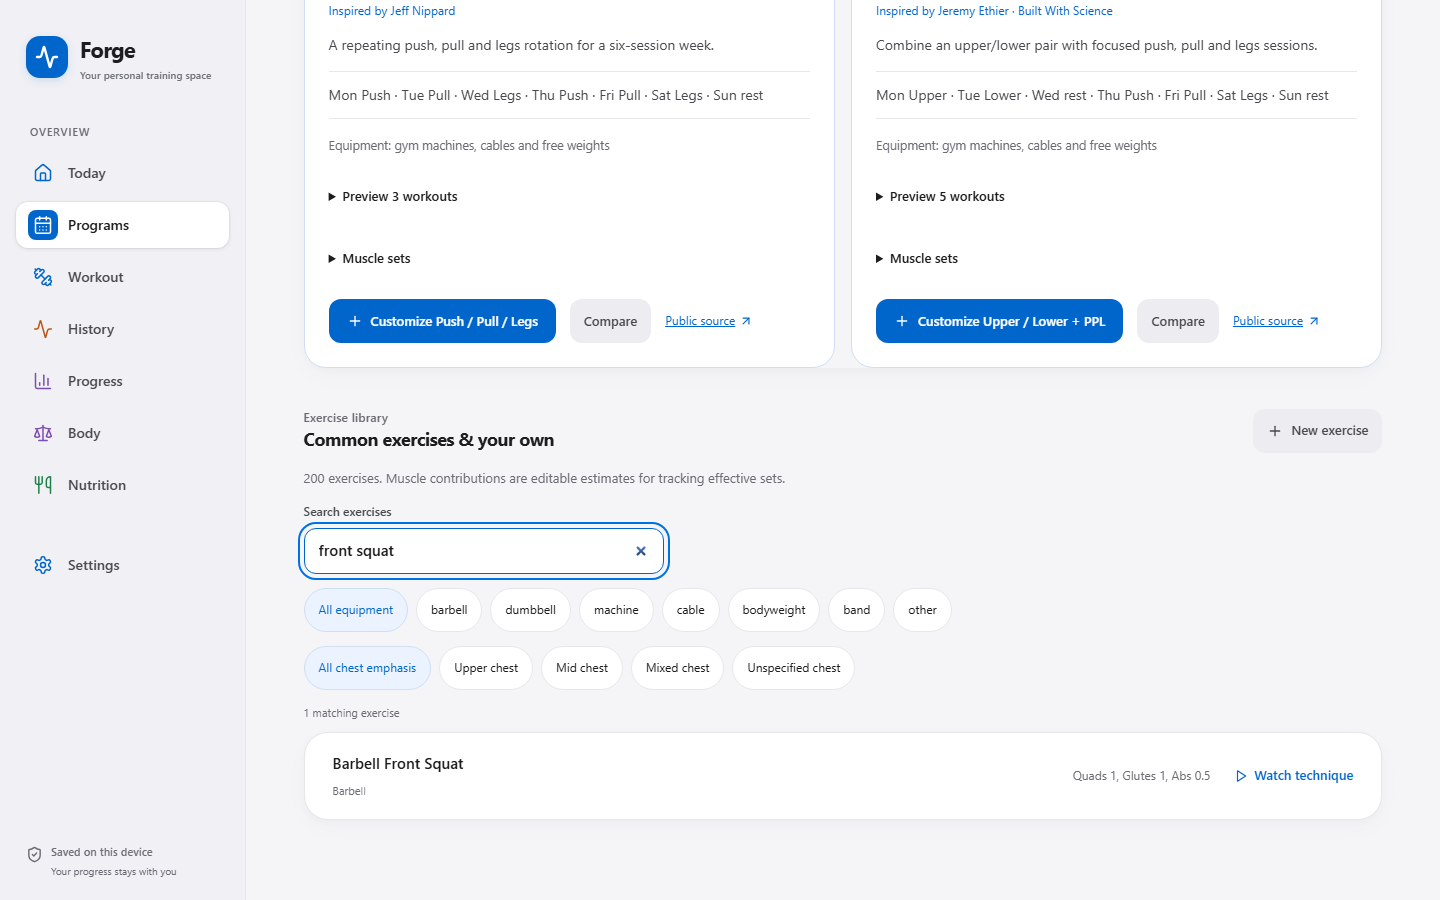 Forge
Your personal training space
OVERVIEW
Today
Programs
Workout
History
Progress
Body
Nutrition
Settings
Saved on this device
Your progress stays with you
Inspired by Jeff Nippard
A repeating push, pull and legs rotation for a six-session week.
Mon Push · Tue Pull · Wed Legs · Thu Push · Fri Pull · Sat Legs · Sun rest
Equipment: gym machines, cables and free weights
Preview 3 workouts
Muscle sets
Customize Push / Pull / Legs
Compare
Public source
Inspired by Jeremy Ethier · Built With Science
Combine an upper/lower pair with focused push, pull and legs sessions.
Mon Upper · Tue Lower · Wed rest · Thu Push · Fri Pull · Sat Legs · Sun rest
Equipment: gym machines, cables and free weights
Preview 5 workouts
Muscle sets
Customize Upper / Lower + PPL
Compare
Public source
Exercise library
Common exercises & your own
New exercise
200 exercises. Muscle contributions are editable estimates for tracking effective sets.
Search exercises
front squat
All equipment
barbell
dumbbell
machine
cable
bodyweight
band
other
All chest emphasis
Upper chest
Mid chest
Mixed chest
Unspecified chest
1 matching exercise
Barbell Front Squat
Barbell
Quads 1, Glutes 1, Abs 0.5
Watch technique